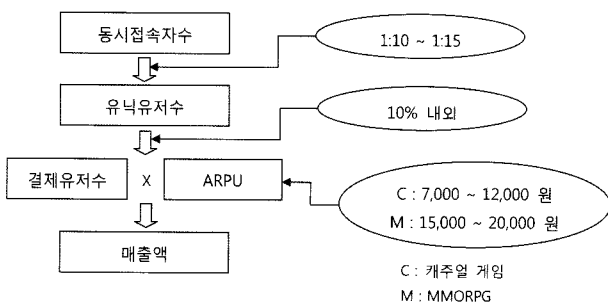 동시접속자수
1:10 ~ 1:15
유닉유저수
10% 내외
결제유저수 X ARPU
C : 7,000 ~ 12,000 원
M : 15,000 ~ 20,000 원
매출액
C : 캐주얼 게임
M : MMORPG